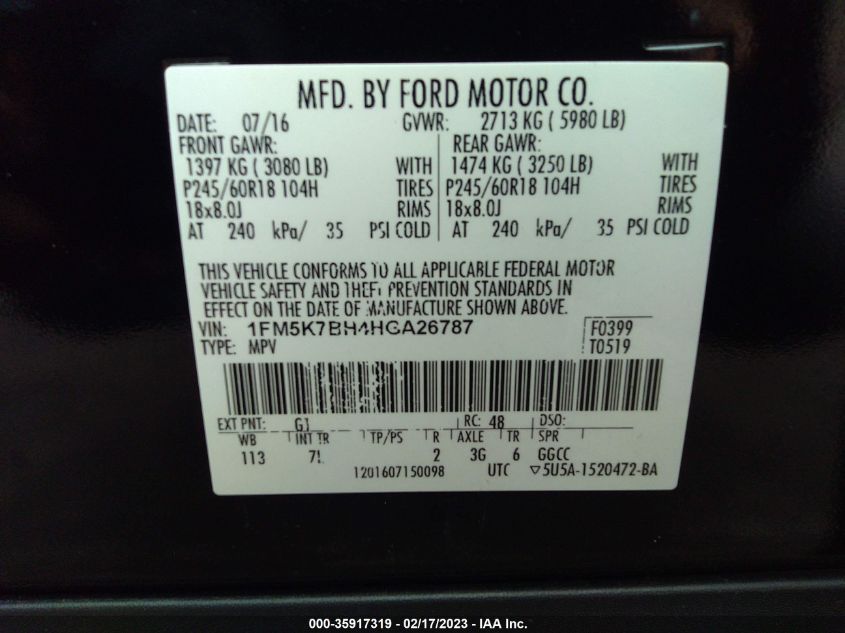 MFD. BY FORD MOTOR CO.
DATE: 07/16 GVWR: 2713 KG ( 5980 LB)
FRONT GAWR: REAR GAWR:
1397 KG ( 3080 LB) WITH 1474 KG ( 3250 LB) WITH
P245/60R18 104H TIRES P245/60R18 104H TIRES
18x8.0J RIMS 18x8.0J RIMS
AT 240 kPa/ 35 PSI COLD AT 240 kPa/ 35 PSI COLD
THIS VEHICLE CONFORMS TO ALL APPLICABLE FEDERAL MOTOR
VEHICLE SAFETY AND THEFT PREVENTION STANDARDS IN
EFFECT ON THE DATE OF MANUFACTURE SHOWN ABOVE.
VIN: 1FM5K7BH4HGA26787 F0399
TYPE: MPV T0519
EXT PNT: G1 RC: 48 DSO:
WB INT TR TP/PS R AXLE TR SPR
113 2 3G 6 GGCC
1201607150098 UTC ▽5U5A-1520472-BA
000-35917319 - 02/17/2023 - IAA Inc.